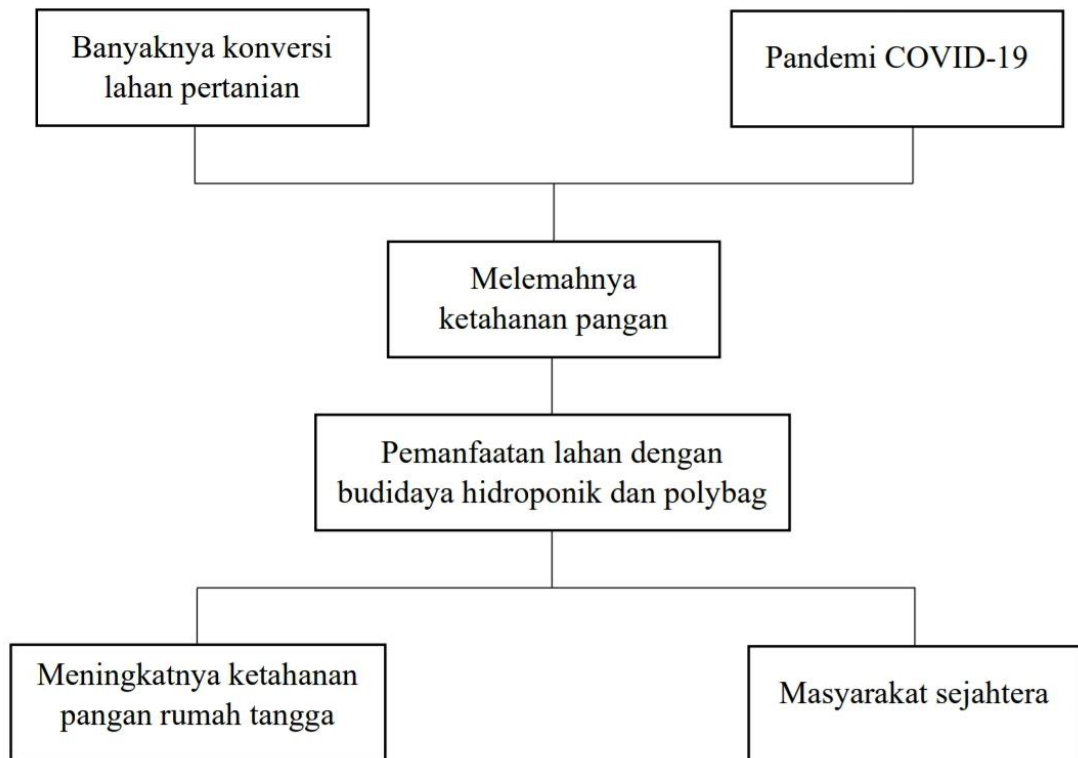 Banyaknya konversi
lahan pertanian
Pandemi COVID-19
Melemahnya
ketahanan pangan
Pemanfaatan lahan dengan
budidaya hidroponik dan polybag
Meningkatnya ketahanan
pangan rumah tangga
Masyarakat sejahtera